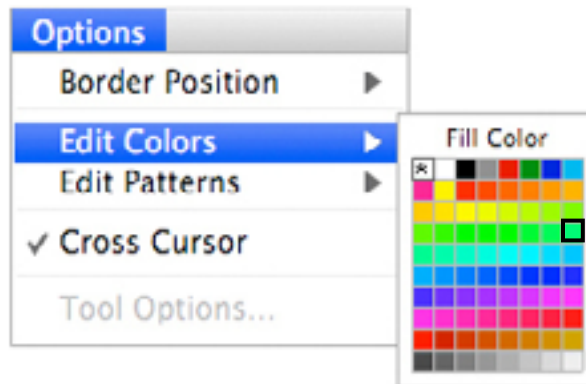 Options
Border Position
Edit Colors
Fill Color
Edit Patterns
✓ Cross Cursor
Tool Options...